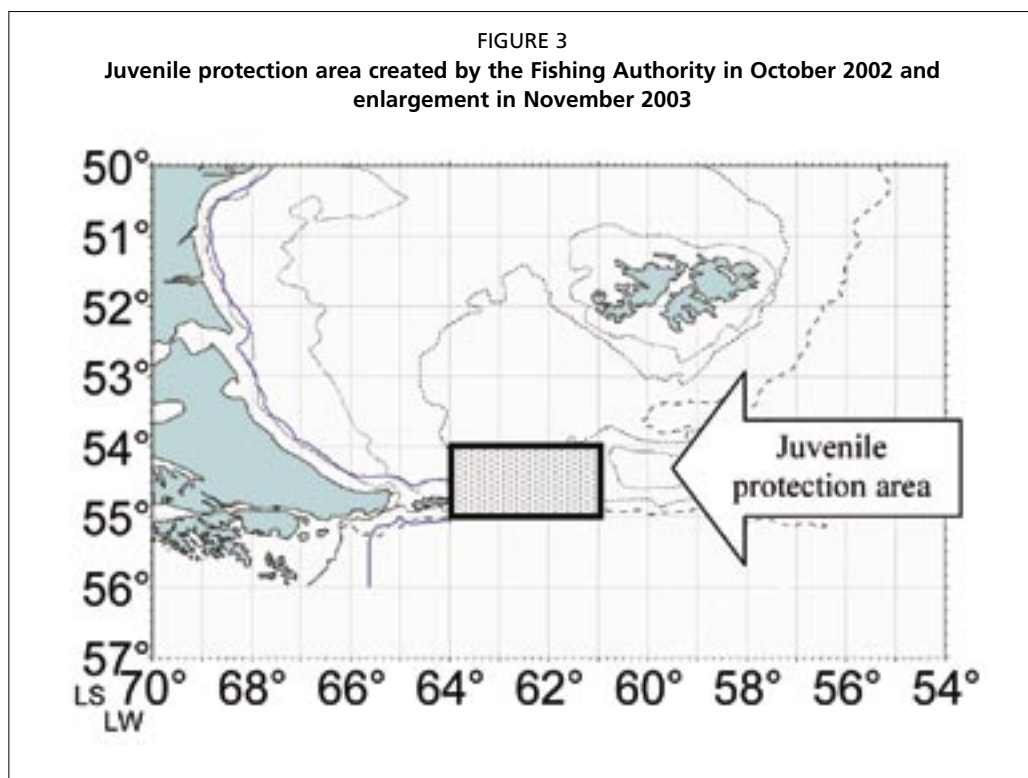 FIGURE 3
Juvenile protection area created by the Fishing Authority in October 2002 and
enlargement in November 2003
50°
51°
52°
53°
54°
55°
56°
57°
Juvenile
protection area
LS 70° 68° 66° 64° 62° 60° 58° 56° 54°
LW